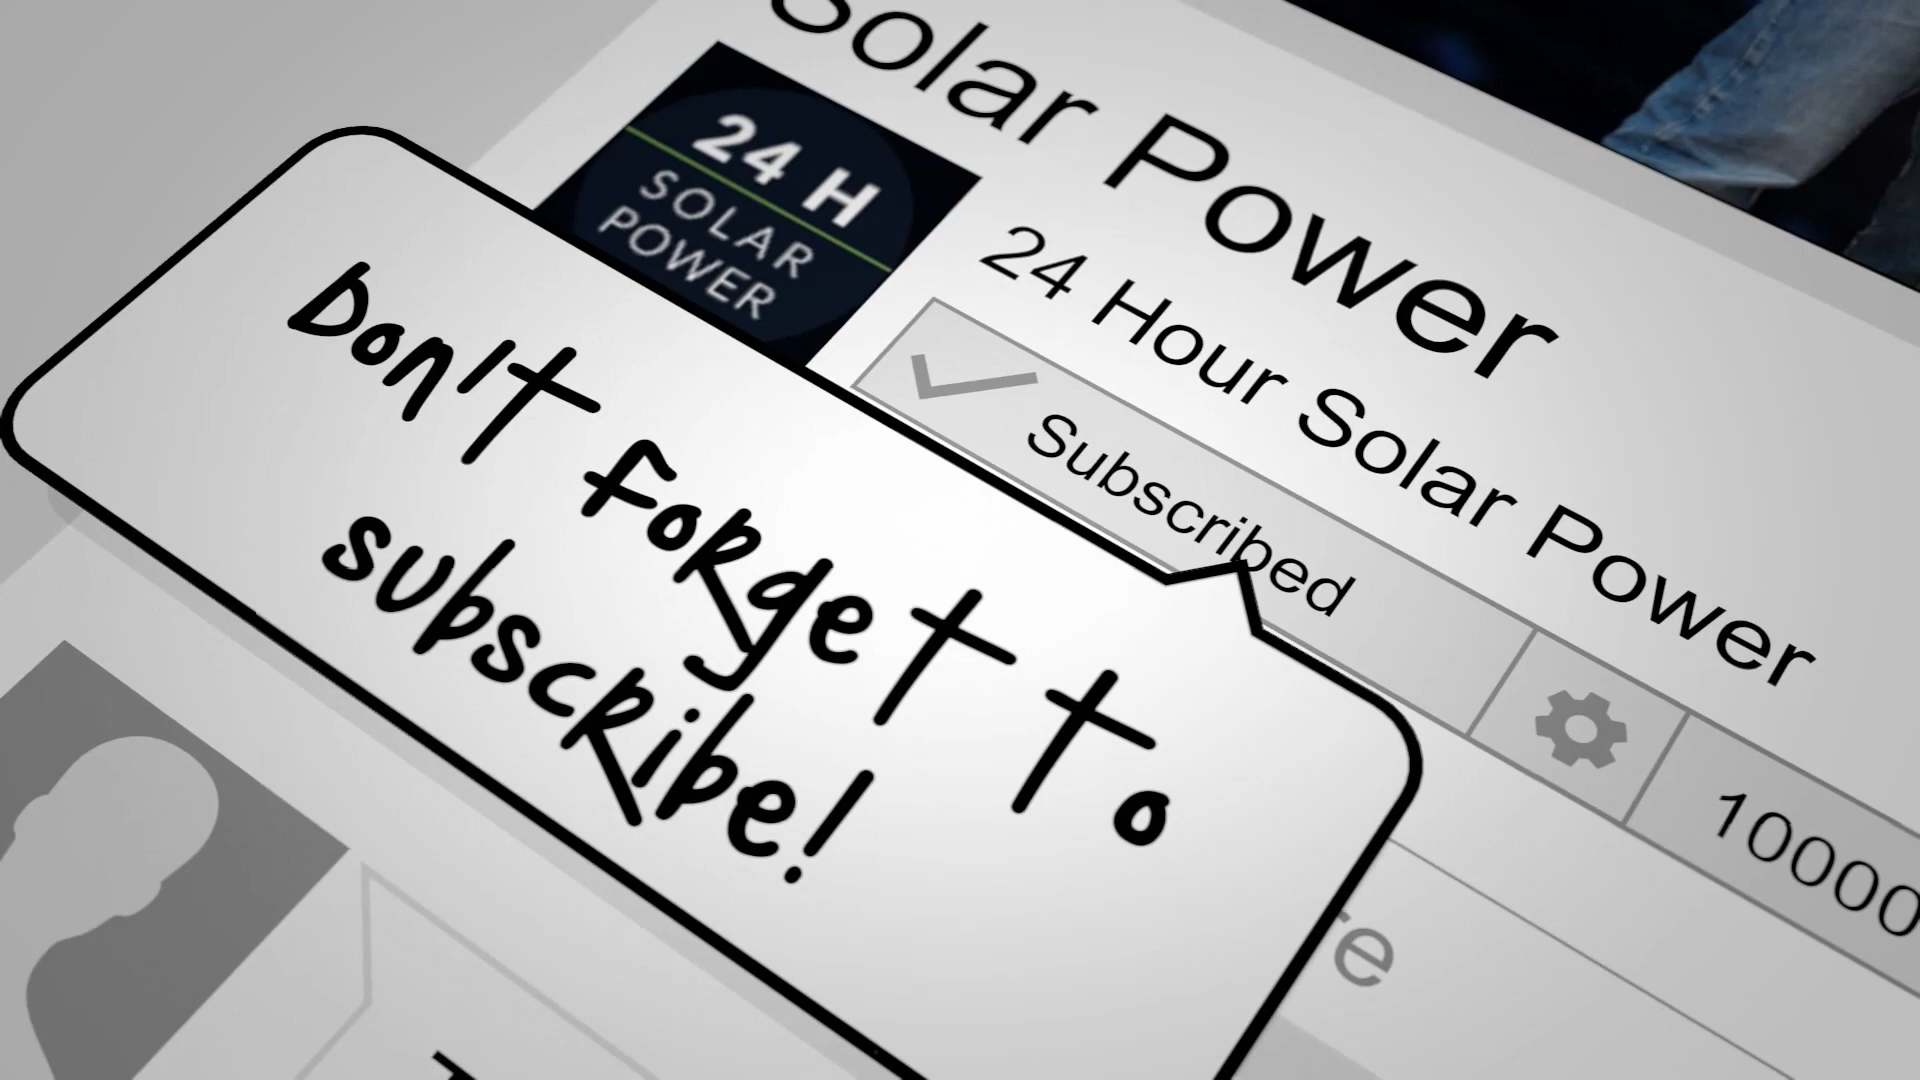 Solar Power
24 H
SOLAR
POWER
24 Hour Solar Power
Subscribed
10000
Don't forget to
subscribe!